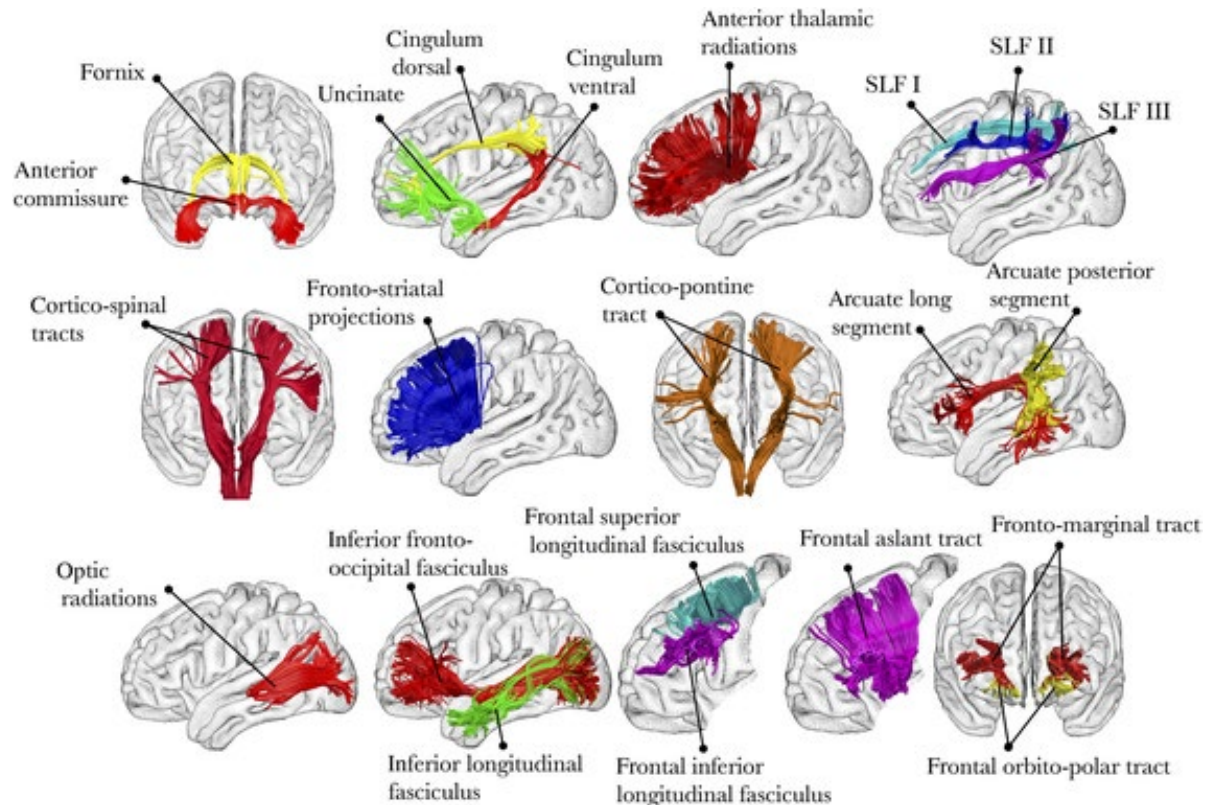 Fornix
Anterior
commissure
Cingulum
dorsal
Uncinate
Cingulum
ventral
Anterior thalamic
radiations
SLF I
SLF II
SLF III
Cortico-spinal
tracts
Fronto-striatal
projections
Cortico-pontine
tract
Arcuate long
segment
Arcuate posterior
segment
Optic
radiations
Inferior fronto-
occipital fasciculus
Inferior longitudinal
fasciculus
Frontal superior
longitudinal fasciculus
Frontal inferior
longitudinal fasciculus
Frontal aslant tract
Fronto-marginal tract
Frontal orbito-polar tract